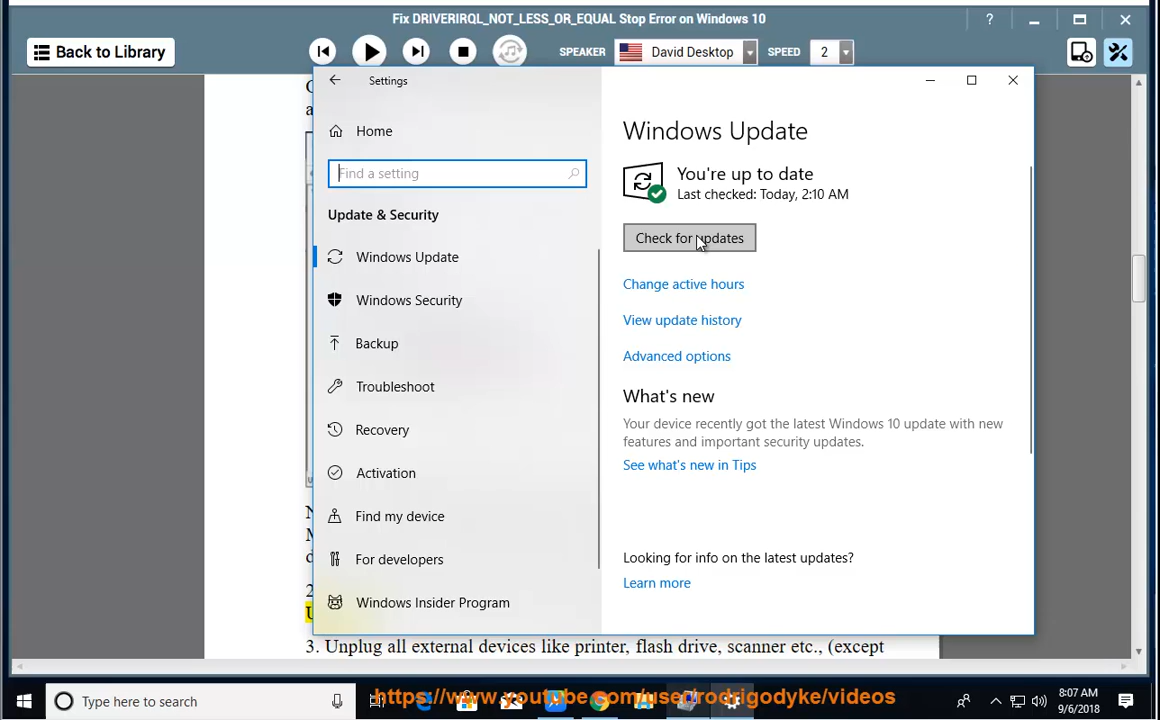 Fix DRIVERIRQL_NOT_LESS_OR_EQUAL Stop Error on Windows 10
?
Back to Library
SPEAKER David Desktop SPEED 2
Settings
Home
Find a setting
Update & Security
Windows Update
Windows Security
Backup
Troubleshoot
Recovery
Activation
Find my device
For developers
Windows Insider Program
Windows Update
You're up to date
Last checked: Today, 2:10 AM
Check for updates
Change active hours
View update history
Advanced options
What's new
Your device recently got the latest Windows 10 update with new
features and important security updates.
See what's new in Tips
Looking for info on the latest updates?
Learn more
2
3. Unplug all external devices like printer, flash drive, scanner etc., (except
Type here to search
https://www.youtube.com/user/rodrigodyke/videos
8:07 AM
9/6/2018